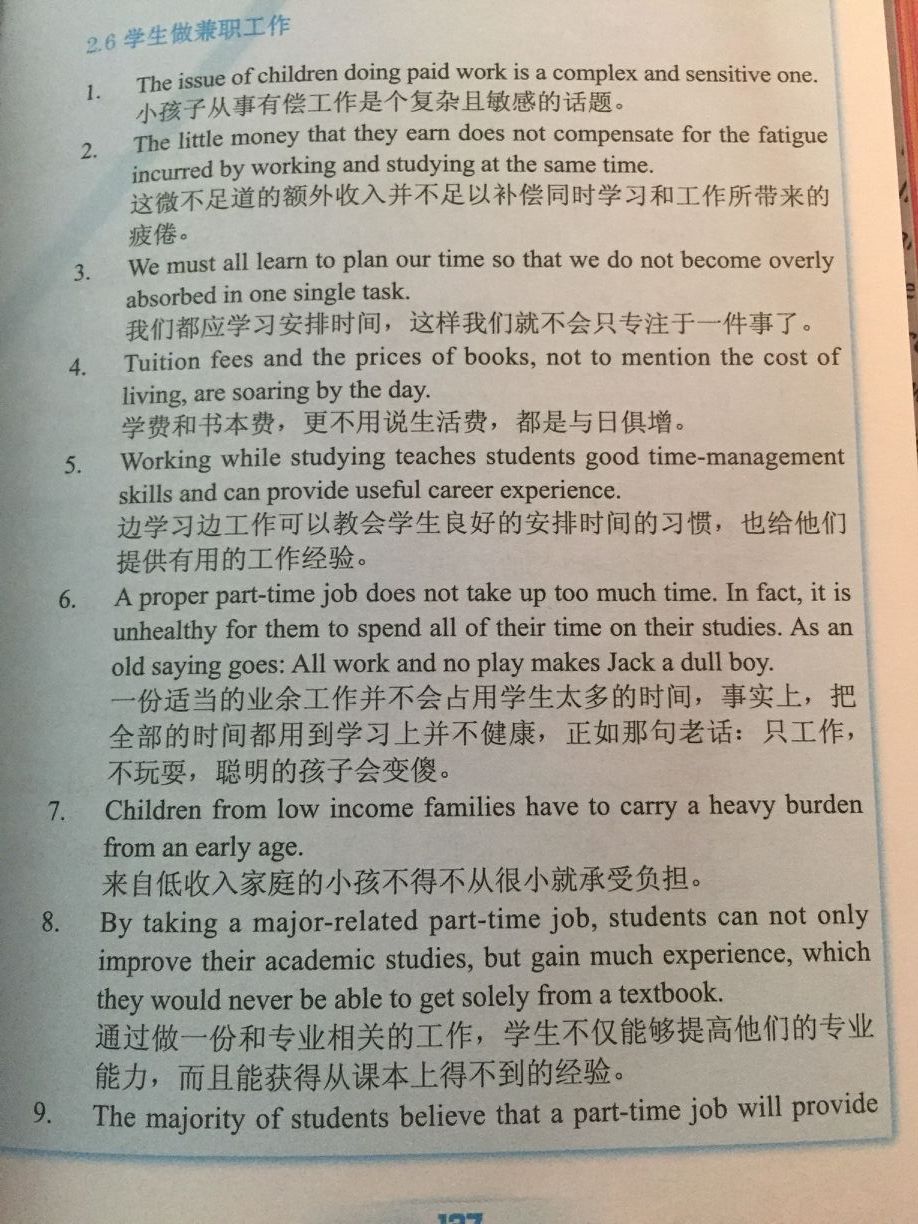 2.6 学生做兼职工作
1. The issue of children doing paid work is a complex and sensitive one.
小孩子从事有偿工作是个复杂且敏感的话题。
2. The little money that they earn does not compensate for the fatigue
incurred by working and studying at the same time.
这微不足道的额外收入并不足以补偿同时学习和工作所带来的
疲倦。
3. We must all learn to plan our time so that we do not become overly
absorbed in one single task.
我们都应学习安排时间，这样我们就不会只专注于一件事了。
4. Tuition fees and the prices of books, not to mention the cost of
living, are soaring by the day.
学费和书本费，更不用说生活费，都是与日俱增。
5. Working while studying teaches students good time-management
skills and can provide useful career experience.
边学习边工作可以教会学生良好的安排时间的习惯，也给他们
提供有用的工作经验。
6. A proper part-time job does not take up too much time. In fact, it is
unhealthy for them to spend all of their time on their studies. As an
old saying goes: All work and no play makes Jack a dull boy.
一份适当的业余工作并不会占用学生太多的时间，事实上，把
全部的时间都用到学习上并不健康，正如那句老话：只工作，
不玩耍，聪明的孩子会变傻。
7. Children from low income families have to carry a heavy burden
from an early age.
来自低收入家庭的小孩不得不从很小就承受负担。
8. By taking a major-related part-time job, students can not only
improve their academic studies, but gain much experience, which
they would never be able to get solely from a textbook.
通过做一份和专业相关的工作，学生不仅能够提高他们的专业
能力，而且能获得从课本上得不到的经验。
9. The majority of students believe that a part-time job will provide